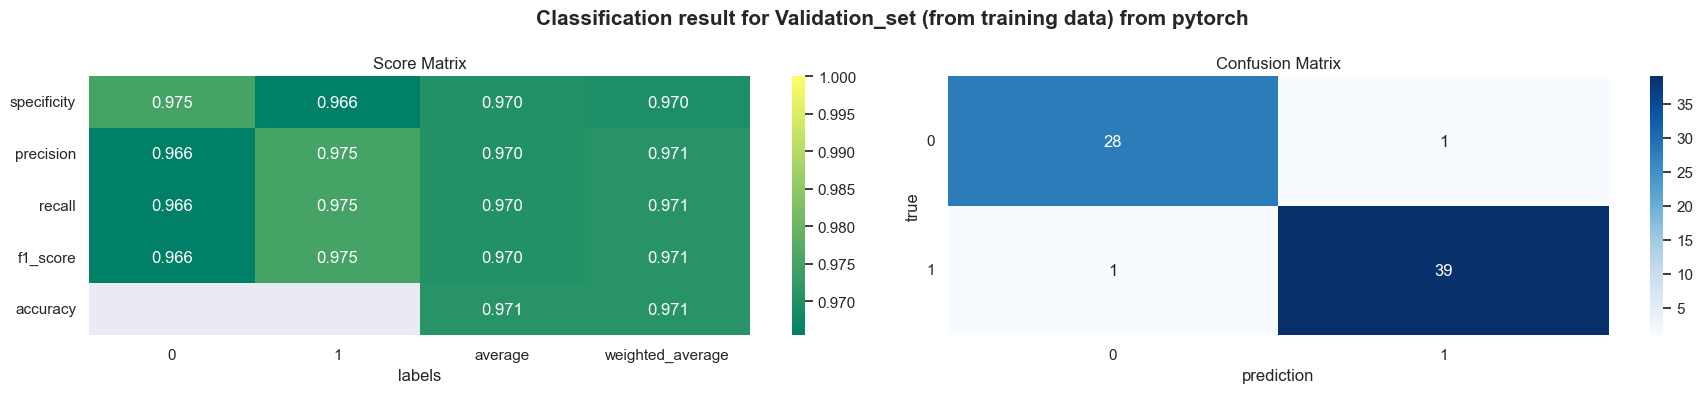 Classification result for Validation_set (from training data) from pytorch
Score Matrix
specificity 0.975 0.966 0.970 0.970
precision 0.966 0.975 0.970 0.971
recall 0.966 0.975 0.970 0.971
f1_score 0.966 0.975 0.970 0.971
accuracy 0.971 0.971
0 1 average weighted_average
labels
1.000
0.995
0.990
0.985
0.980
0.975
0.970
Confusion Matrix
true
0 28 1
1 1 39
0 1
prediction
35
30
25
20
15
10
5